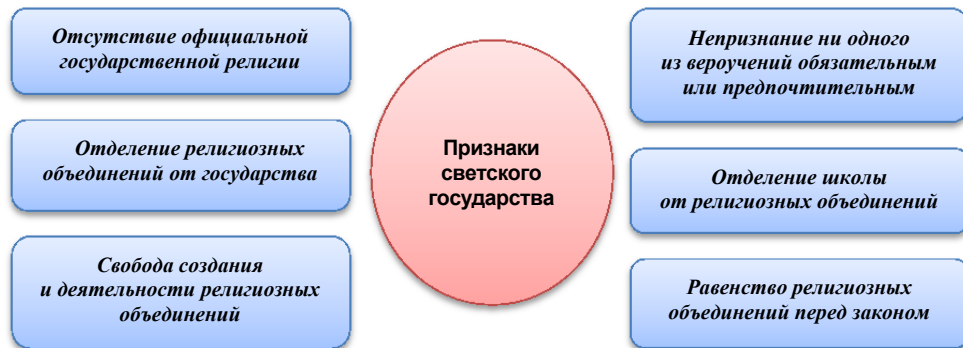 Отсутствие официальной
государственной религии
Отделение религиозных
объединений от государства
Свобода создания
и деятельности религиозных
объединений
Признаки
светского
государства
Непризнание ни одного
из вероучений обязательным
или предпочтительным
Отделение школы
от религиозных объединений
Равенство религиозных
объединений перед законом